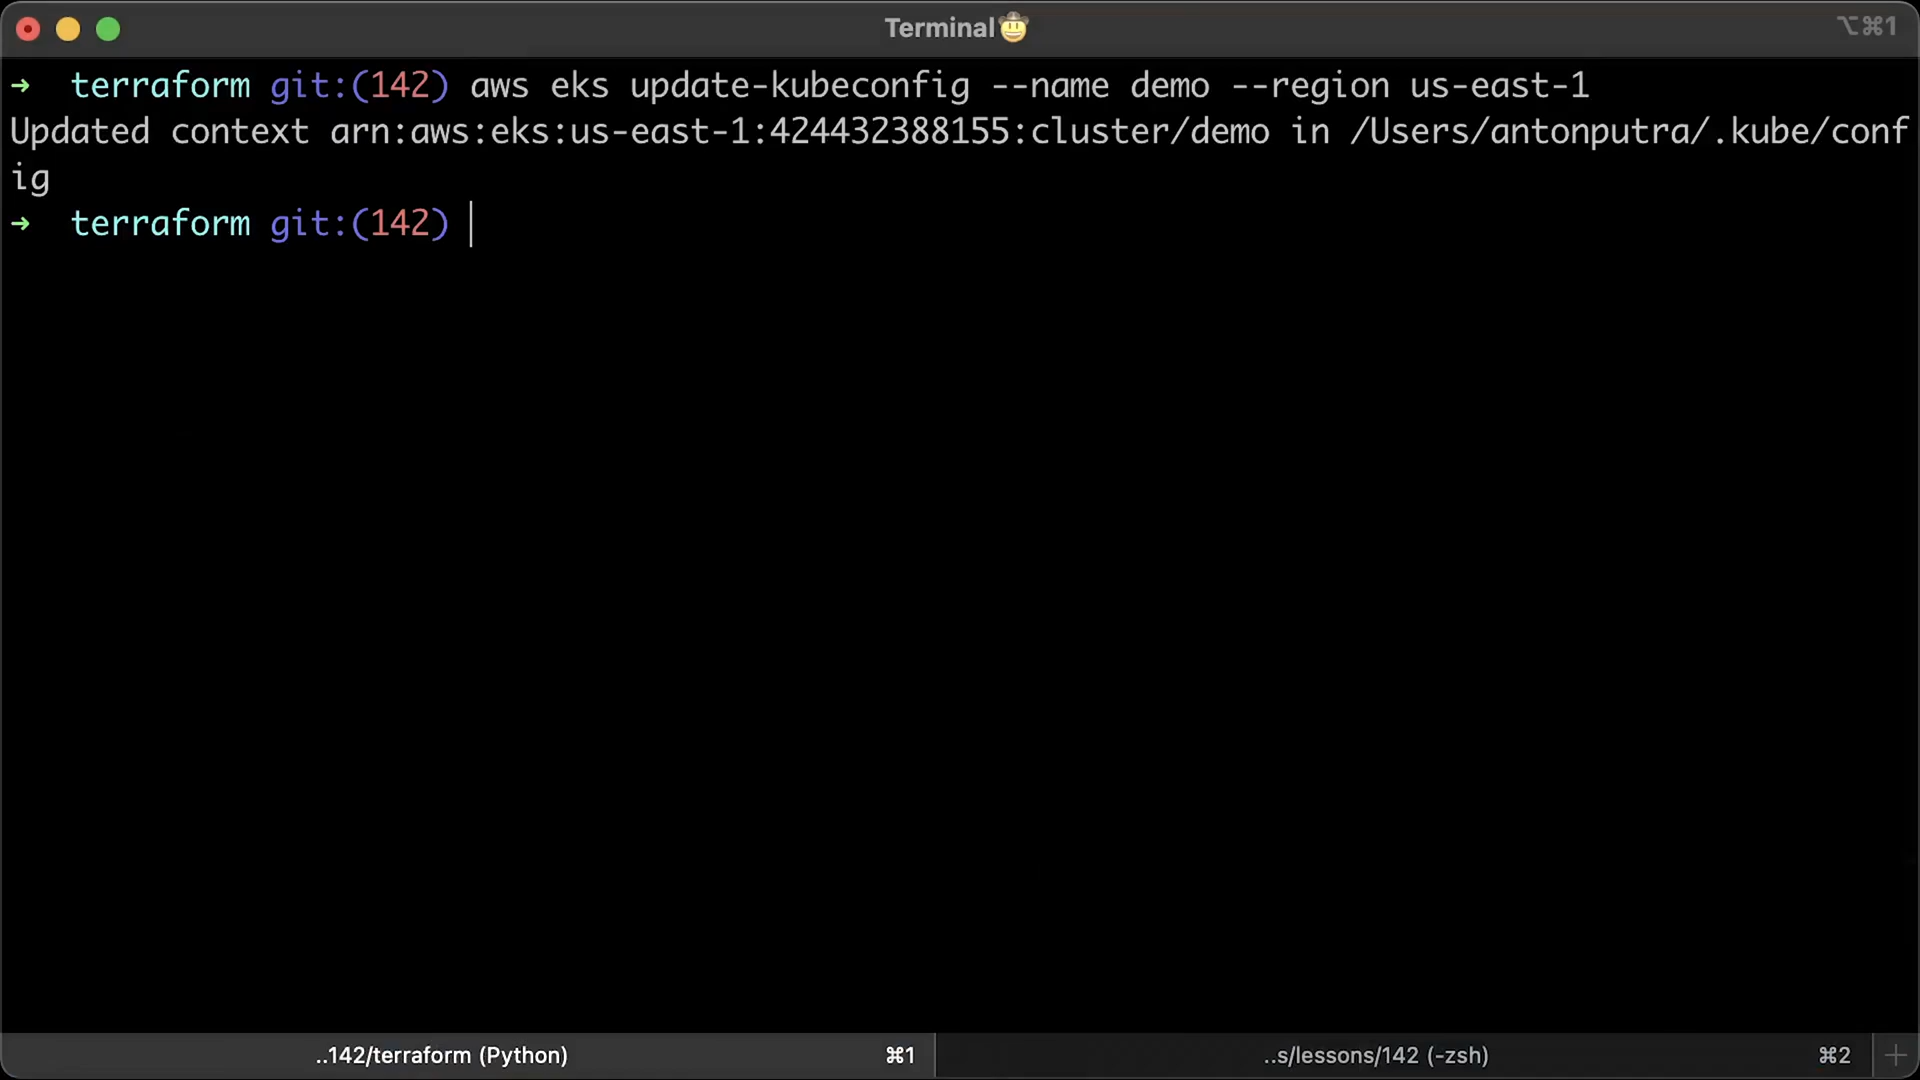 Terminal🤠
⌥⌘1
→ terraform git:(142) aws eks update-kubeconfig --name demo --region us-east-1
Updated context arn:aws:eks:us-east-1:424432388155:cluster/demo in /Users/antonputra/.kube/conf
ig
→ terraform git:(142)
..142/terraform (Python) ⌘1
..s/lessons/142 (-zsh) ⌘2